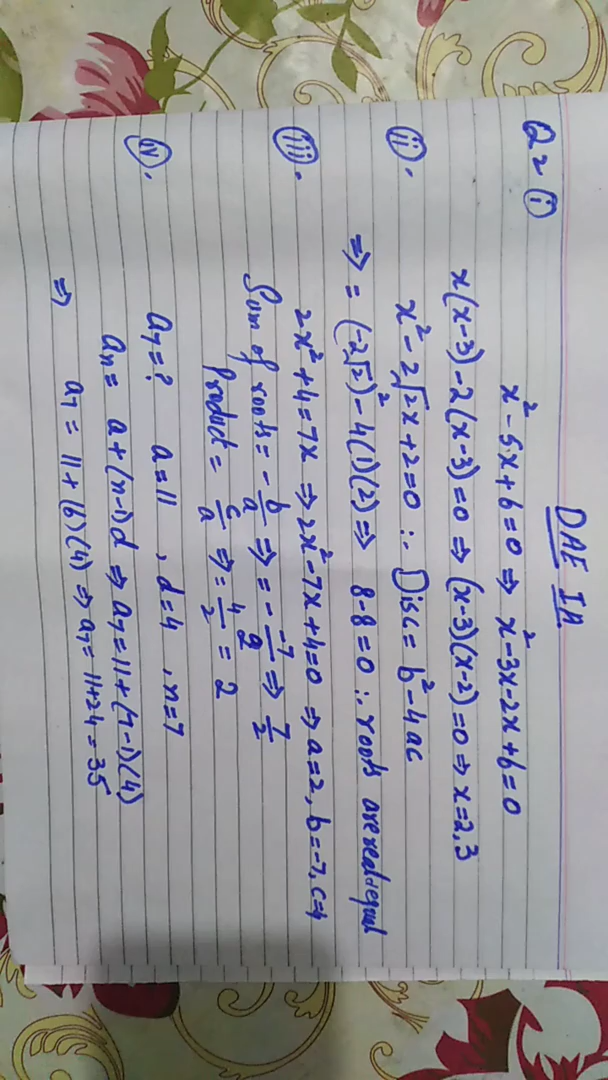 DAE IA
Q2 (i) x² - 5x + 6 = 0 ⇒ x² - 3x - 2x + 6 = 0
x(x-3) - 2(x-3) = 0 ⇒ (x-3)(x-2) = 0 ⇒ x = 2, 3
(ii). x² - 2√2x + 2 = 0 ∴ Disc = b² - 4ac
⇒ = (-2√2)² - 4(1)(2) ⇒ 8 - 8 = 0 ∴ roots are real & equal
(iii). 2x² + 4 = 7x ⇒ 2x² - 7x + 4 = 0 ⇒ a = 2, b = -7, c = 4
Sum of roots = -b/a ⇒ = - -7/2 ⇒ 7/2
Product = c/a ⇒ = 4/2 = 2
(iv). a₇ = ? a = 11, d = 4, n = 7
aₙ = a + (n-1)d ⇒ a₇ = 11 + (7-1)(4)
⇒ a₇ = 11 + (6)(4) ⇒ a₇ = 11 + 24 = 35